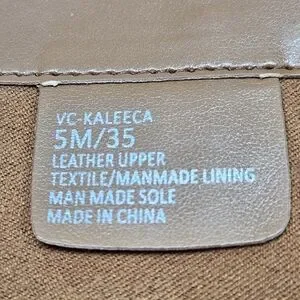 VC-KALEECA
5M/35
LEATHER UPPER
TEXTILE/MANMADE LINING
MAN MADE SOLE
MADE IN CHINA